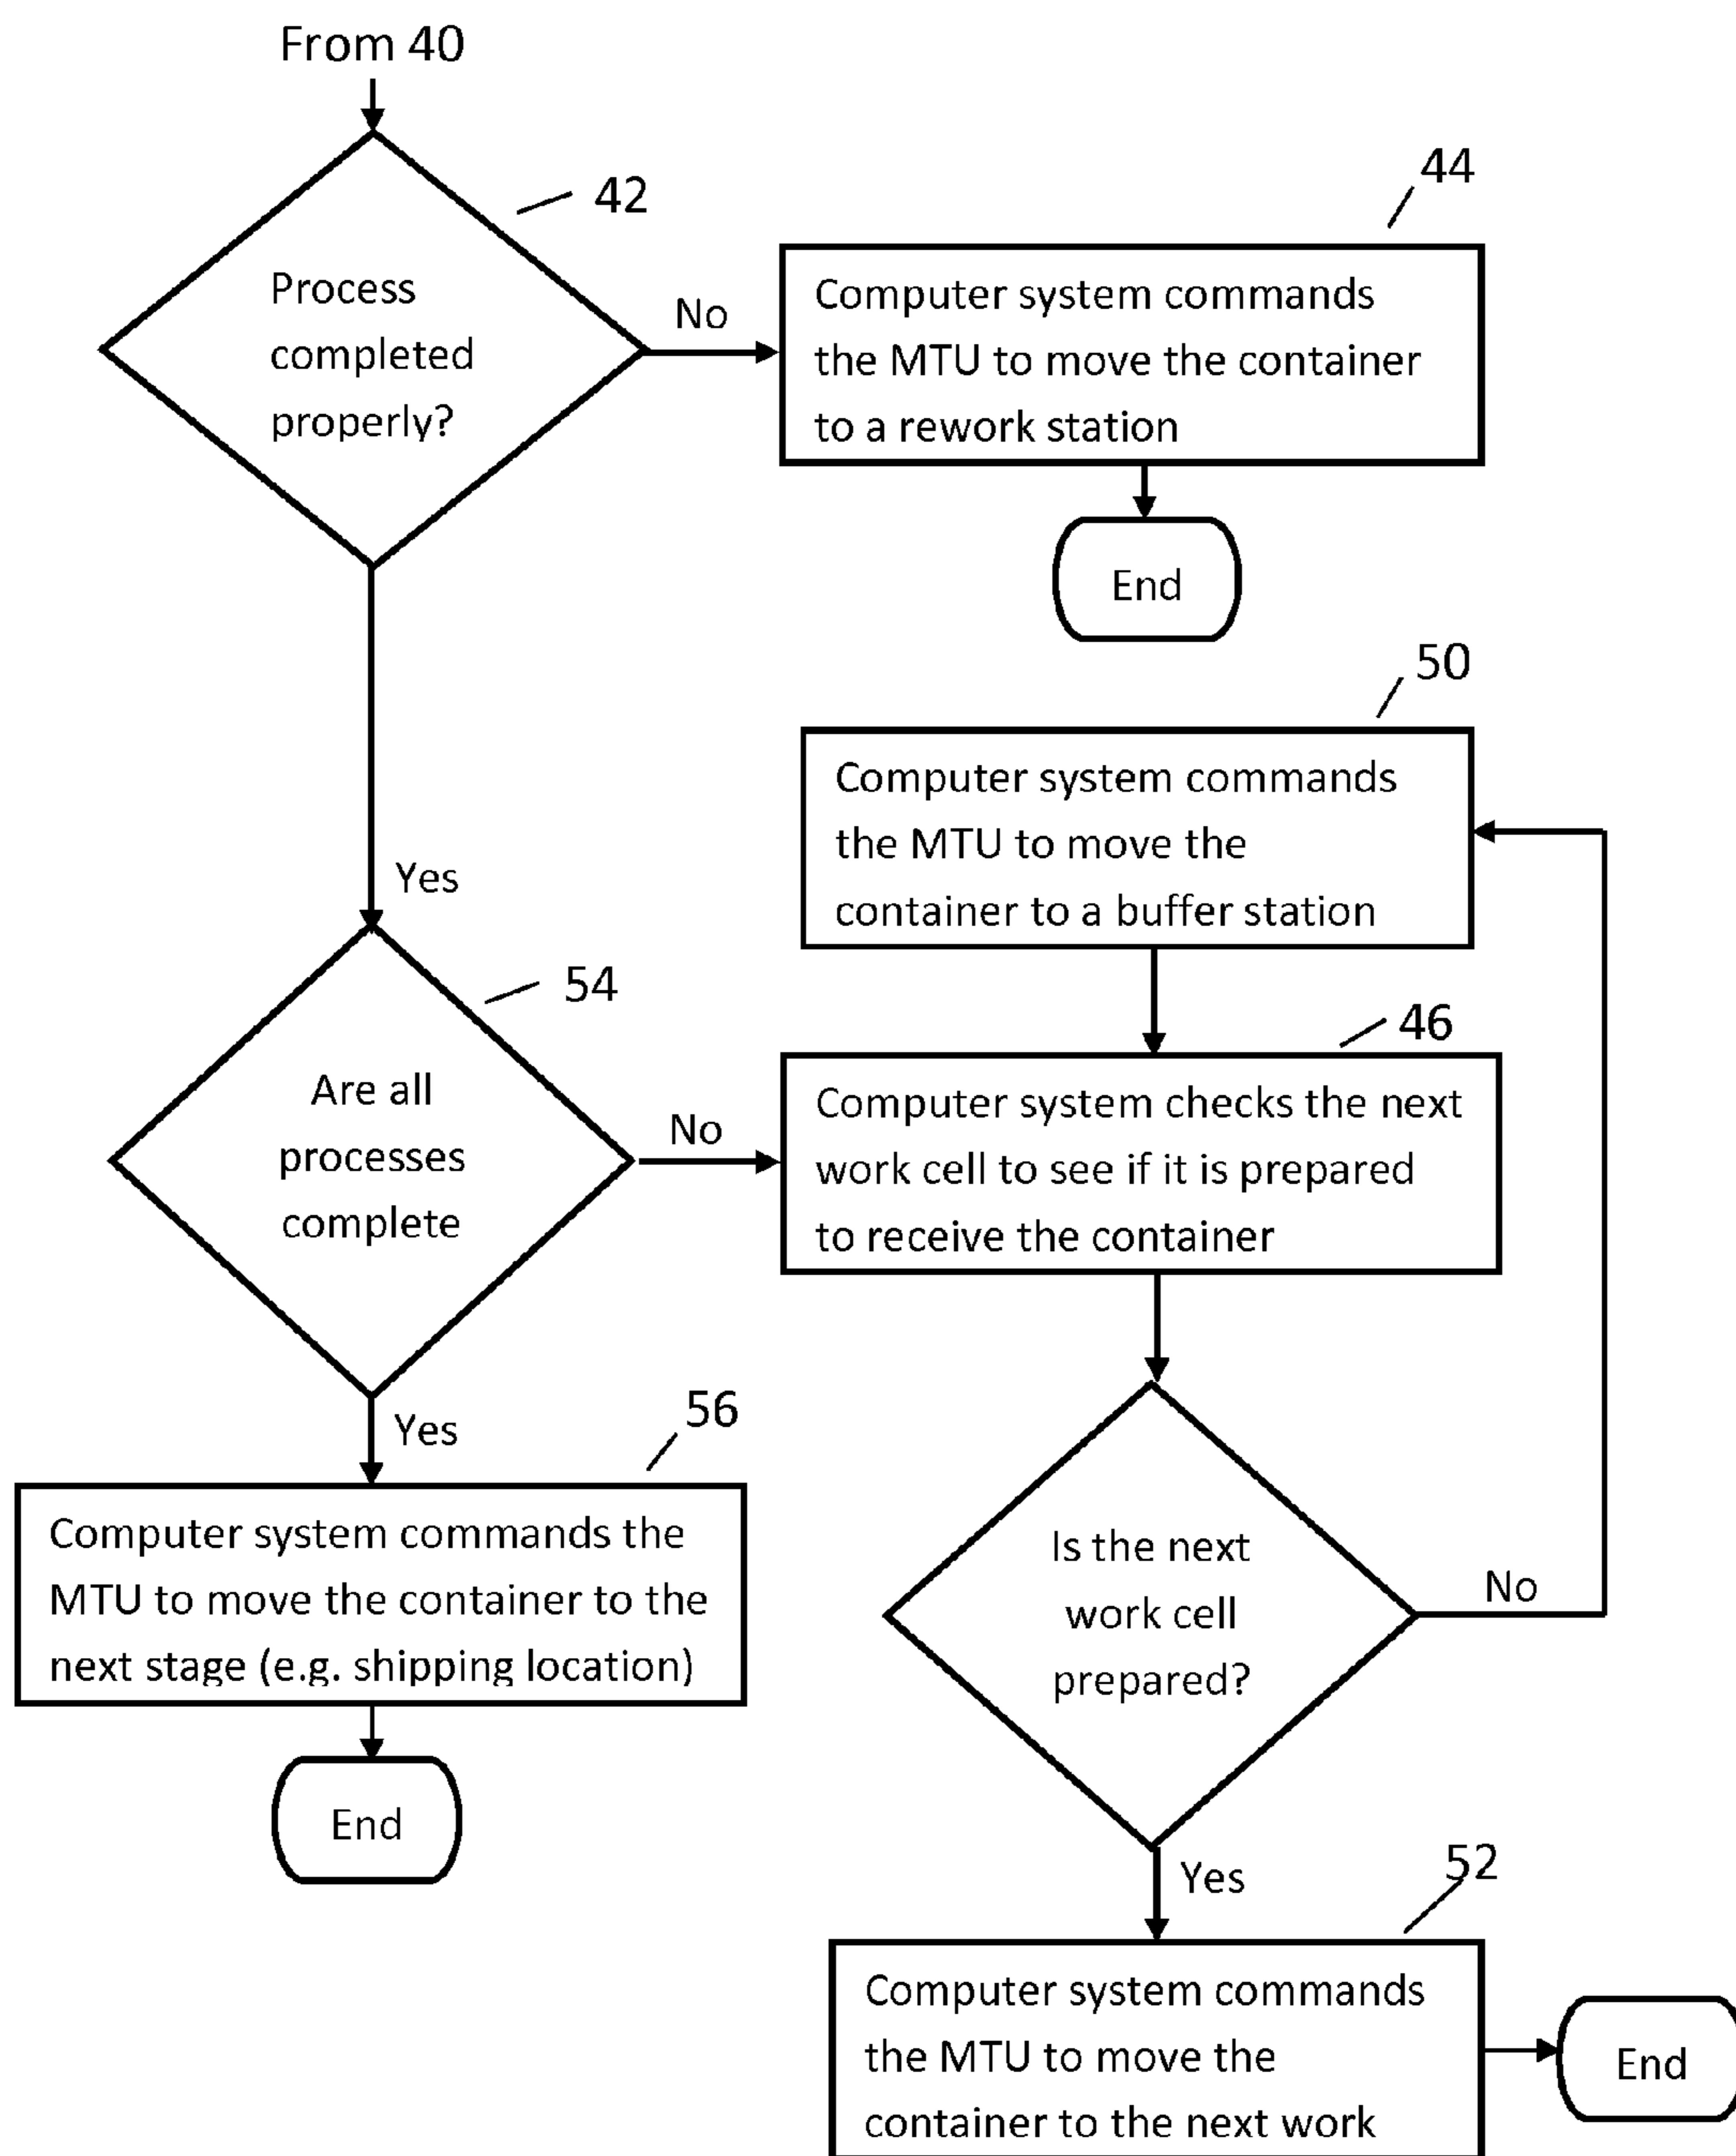 From 40
42
Process
completed
properly?
No
44
Computer system commands
the MTU to move the container
to a rework station
End
Yes
50
Computer system commands
the MTU to move the
container to a buffer station
54
Are all
processes
complete
No
46
Computer system checks the next
work cell to see if it is prepared
to receive the container
Yes
56
Computer system commands the
MTU to move the container to the
next stage (e.g. shipping location)
End
Is the next
work cell
prepared?
No
Yes
52
Computer system commands
the MTU to move the
container to the next work
End